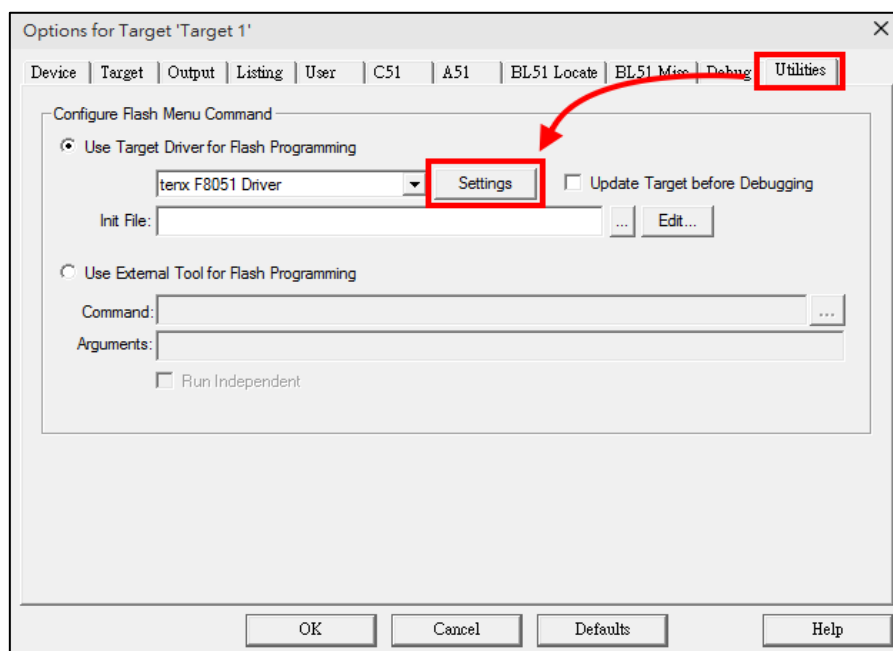 Options for Target 'Target 1'
Device Target Output Listing User C51 A51 BL51 Locate BL51 Misc Debug Utilities
Configure Flash Menu Command
Use Target Driver for Flash Programming
tenx F8051 Driver Settings Update Target before Debugging
Init File: ... Edit...
Use External Tool for Flash Programming
Command: ...
Arguments:
Run Independent
OK Cancel Defaults Help